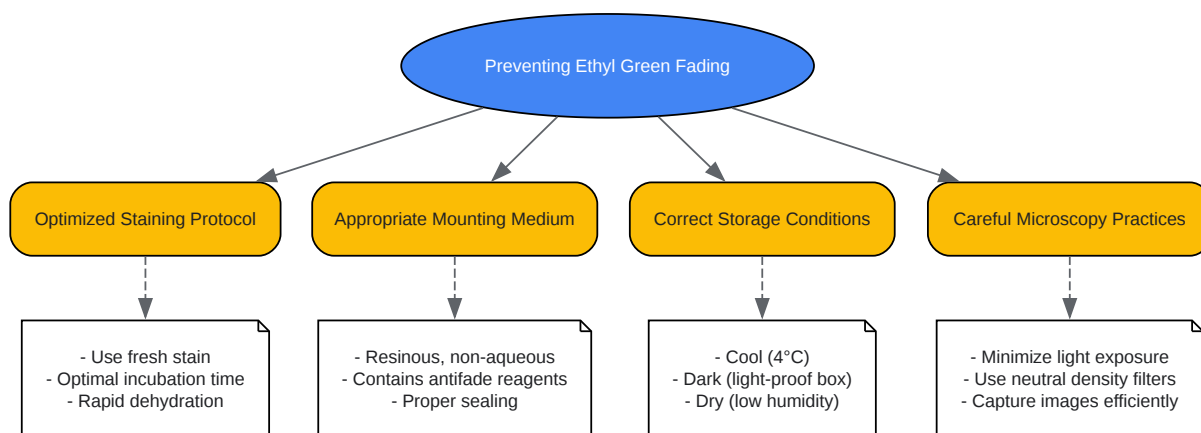 Preventing Ethyl Green Fading
Optimized Staining Protocol
Appropriate Mounting Medium
Correct Storage Conditions
Careful Microscopy Practices
- Use fresh stain
- Optimal incubation time
- Rapid dehydration
- Resinous, non-aqueous
- Contains antifade reagents
- Proper sealing
- Cool (4°C)
- Dark (light-proof box)
- Dry (low humidity)
- Minimize light exposure
- Use neutral density filters
- Capture images efficiently